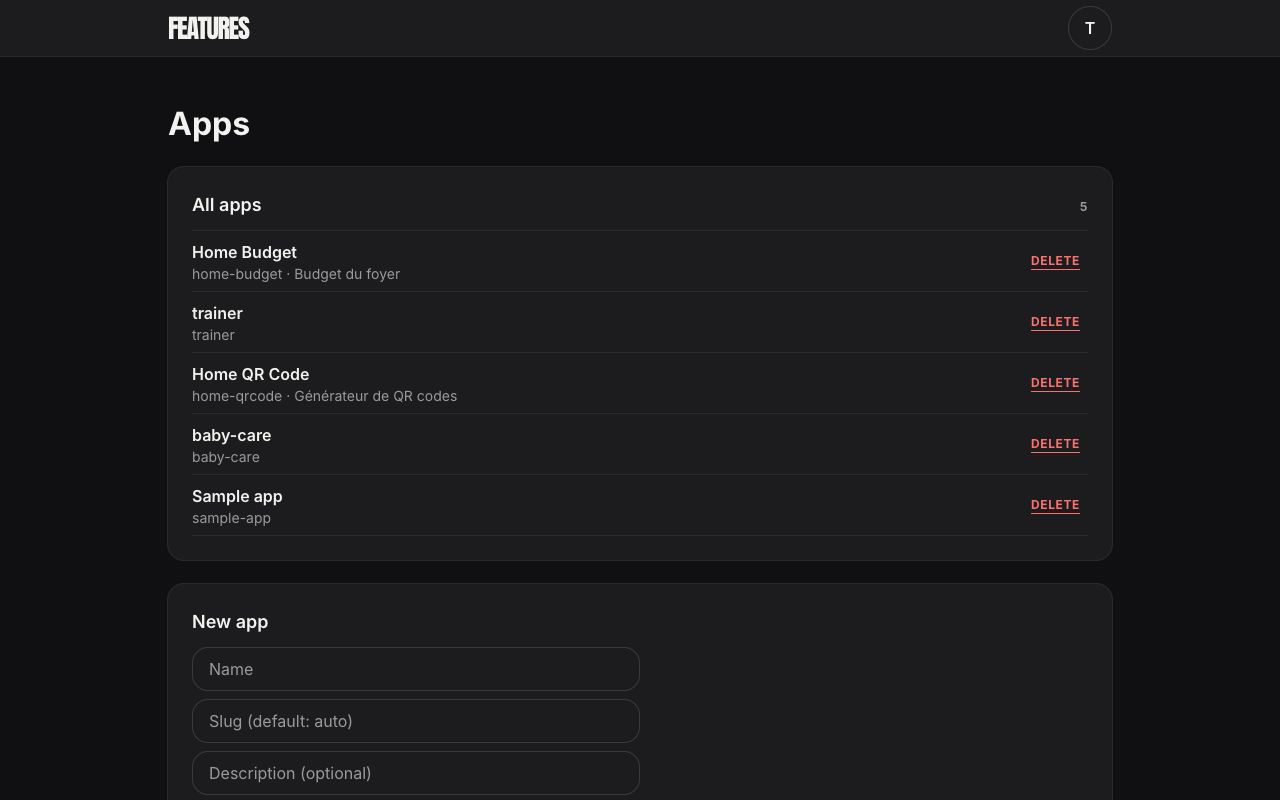 FEATURES
T
Apps
All apps
5
Home Budget
home-budget · Budget du foyer
DELETE
trainer
trainer
DELETE
Home QR Code
home-qrcode · Générateur de QR codes
DELETE
baby-care
baby-care
DELETE
Sample app
sample-app
DELETE
New app
Name
Slug (default: auto)
Description (optional)